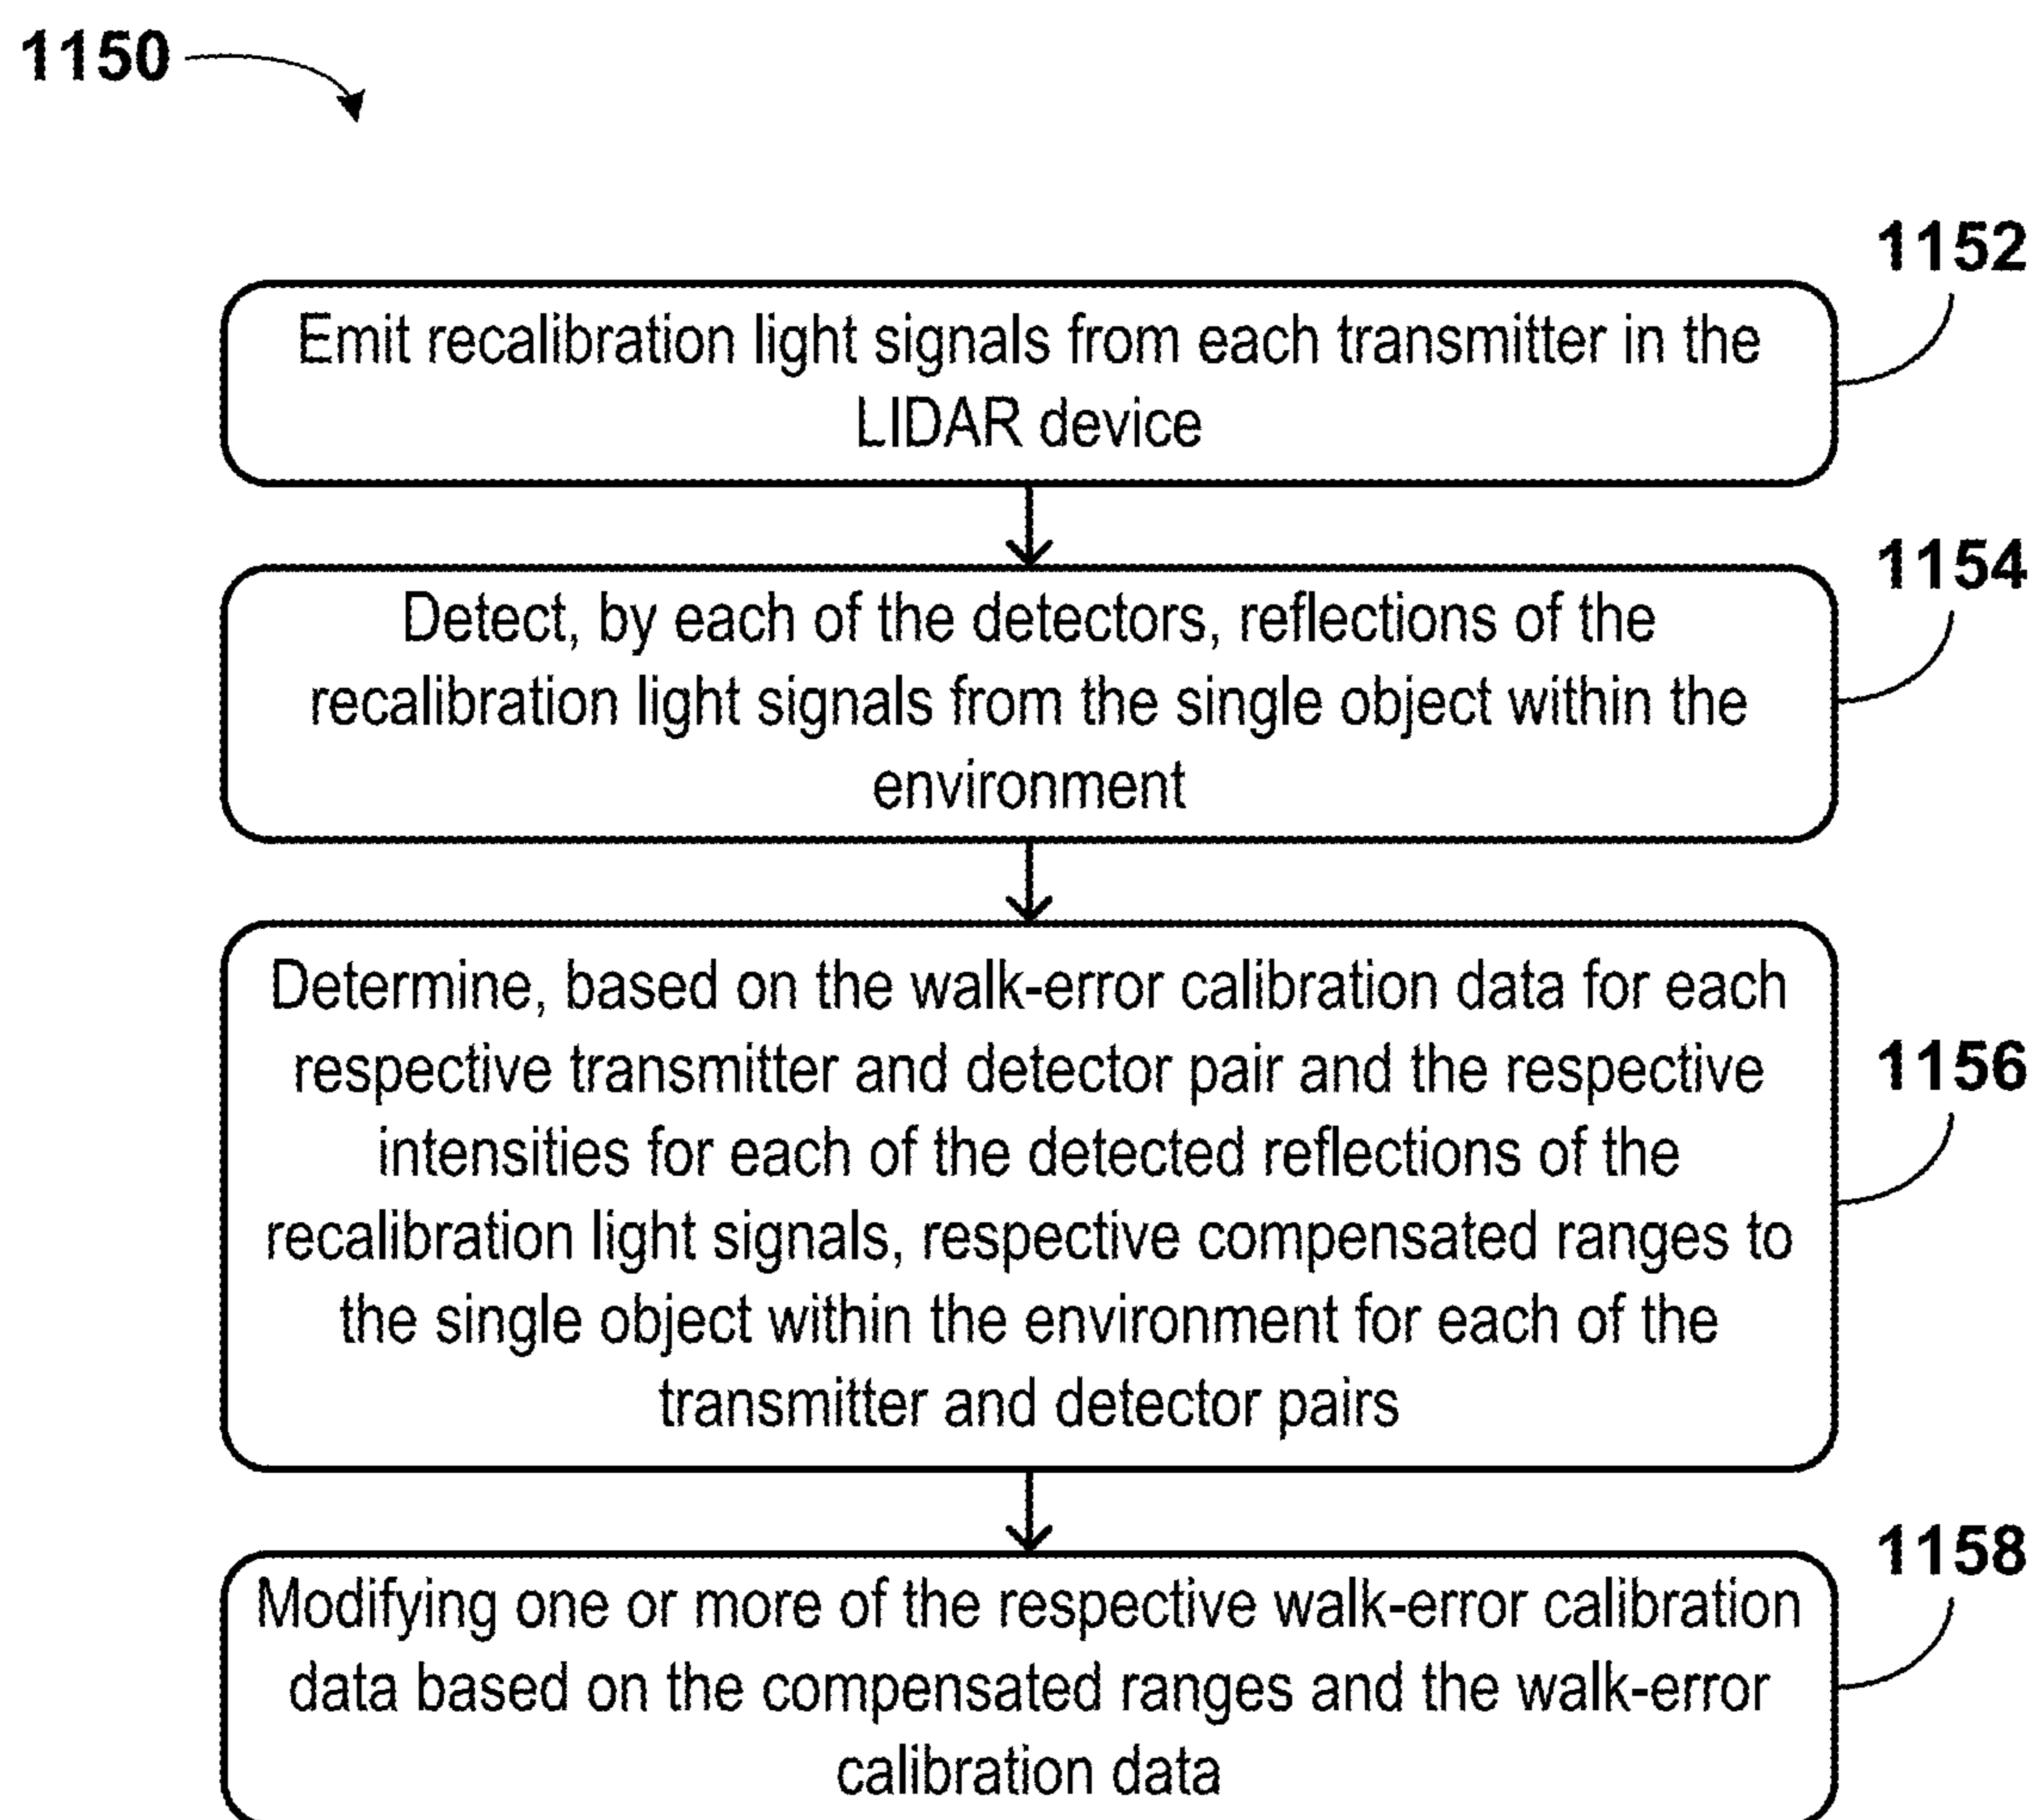 1150
1152
Emit recalibration light signals from each transmitter in the
LIDAR device
1154
Detect, by each of the detectors, reflections of the
recalibration light signals from the single object within the
environment
1156
Determine, based on the walk-error calibration data for each
respective transmitter and detector pair and the respective
intensities for each of the detected reflections of the
recalibration light signals, respective compensated ranges to
the single object within the environment for each of the
transmitter and detector pairs
1158
Modifying one or more of the respective walk-error calibration
data based on the compensated ranges and the walk-error
calibration data